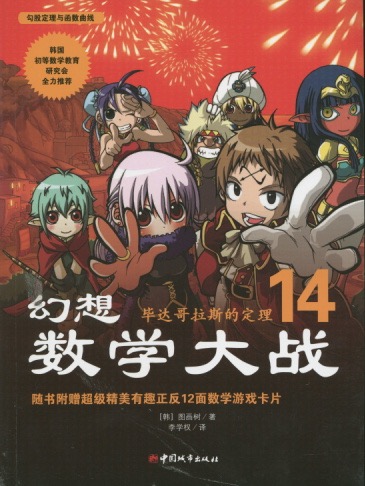 勾股定理与函数曲线
韩国
初等数学教育
研究会
全力推荐
幻想
毕达哥拉斯的定理
14
数学大战
随书附赠超级精美有趣正反12面数学游戏卡片
[韩] 图画树/著
李学权/译
中国城市出版社